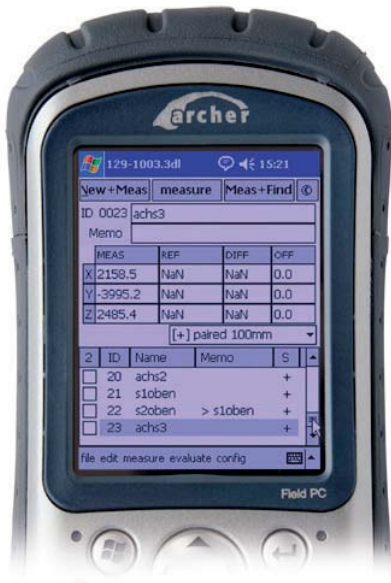 archer
129-1003.3dl 15:21
New+Meas measure Meas+Find
ID 0023 achs3
Memo
MEAS REF DIFF OFF
X 2158.5 NaN NaN 0.0
Y -3995.2 NaN NaN 0.0
Z 2485.4 NaN NaN 0.0
[+] paired 100mm
2 ID Name Memo S
20 achs2 +
21 s1oben +
22 s2oben > s1oben +
23 achs3 +
file edit measure evaluate config
Field PC